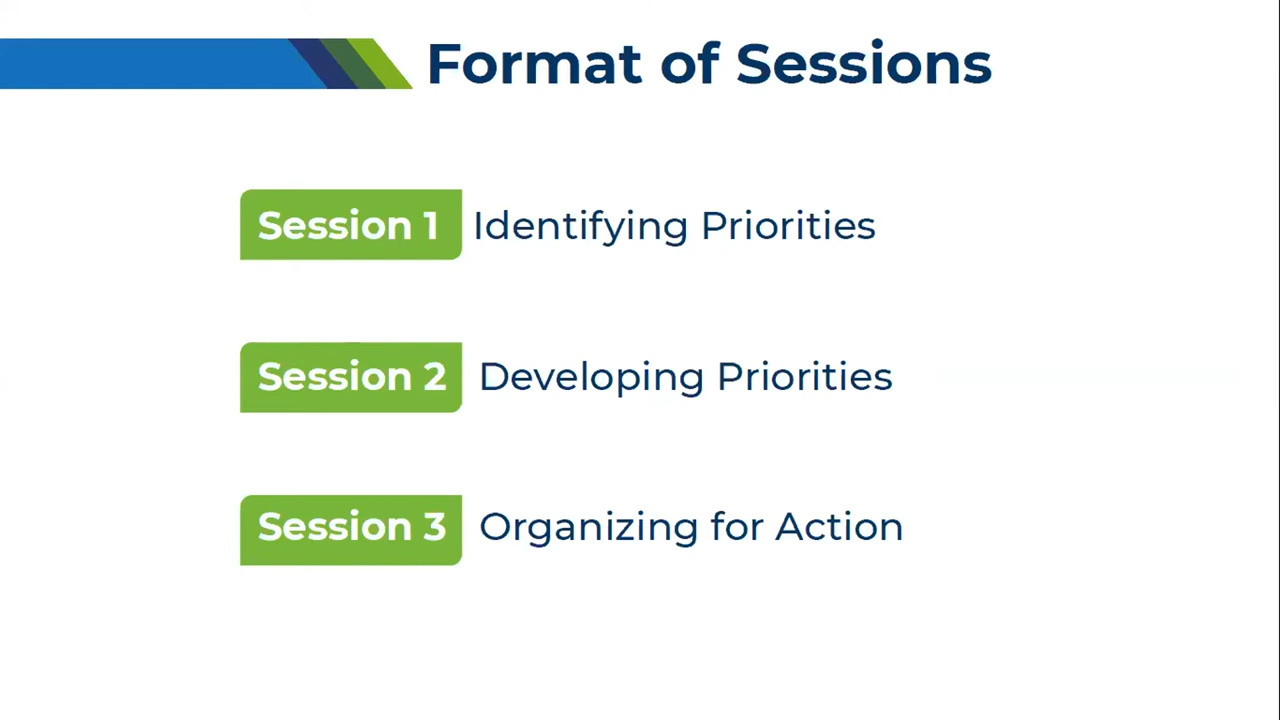 Format of Sessions
Session 1 Identifying Priorities
Session 2 Developing Priorities
Session 3 Organizing for Action